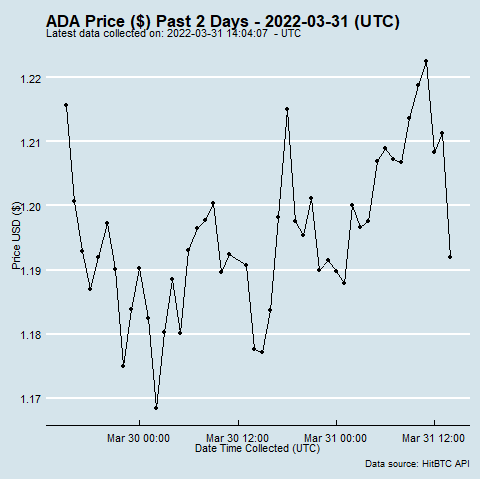 ADA Price ($) Past 2 Days - 2022-03-31 (UTC)
Latest data collected on: 2022-03-31 14:04:07  - UTC
1.22
1.21
1.20
1.19
1.18
1.17
Price USD ($)
Mar 30 00:00 Mar 30 12:00 Mar 31 00:00 Mar 31 12:00
Date Time Collected (UTC)
Data source: HitBTC API